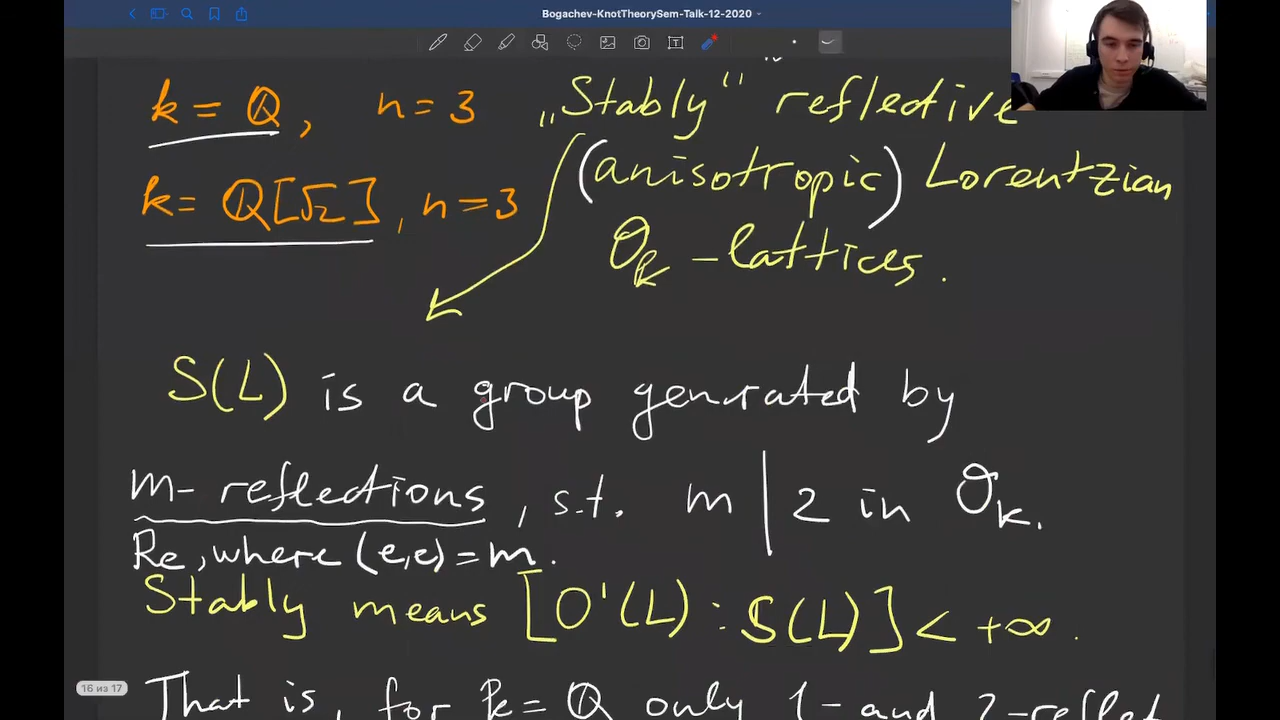 Bogachev-KnotTheorySem-Talk-12-2020
k = Q, n=3 „Stably" reflective
(anisotropic) Lorentzian
k = Q[√2], n=3
O_k – lattices.
S(L) is a group generated by
m- reflections, s.t. m | 2 in O_k.
Re, where (e,e) = m.
Stably means [O'(L) : S(L)] < +∞.
16 из 17
That is, for k = Q only 1- and 2-reflect